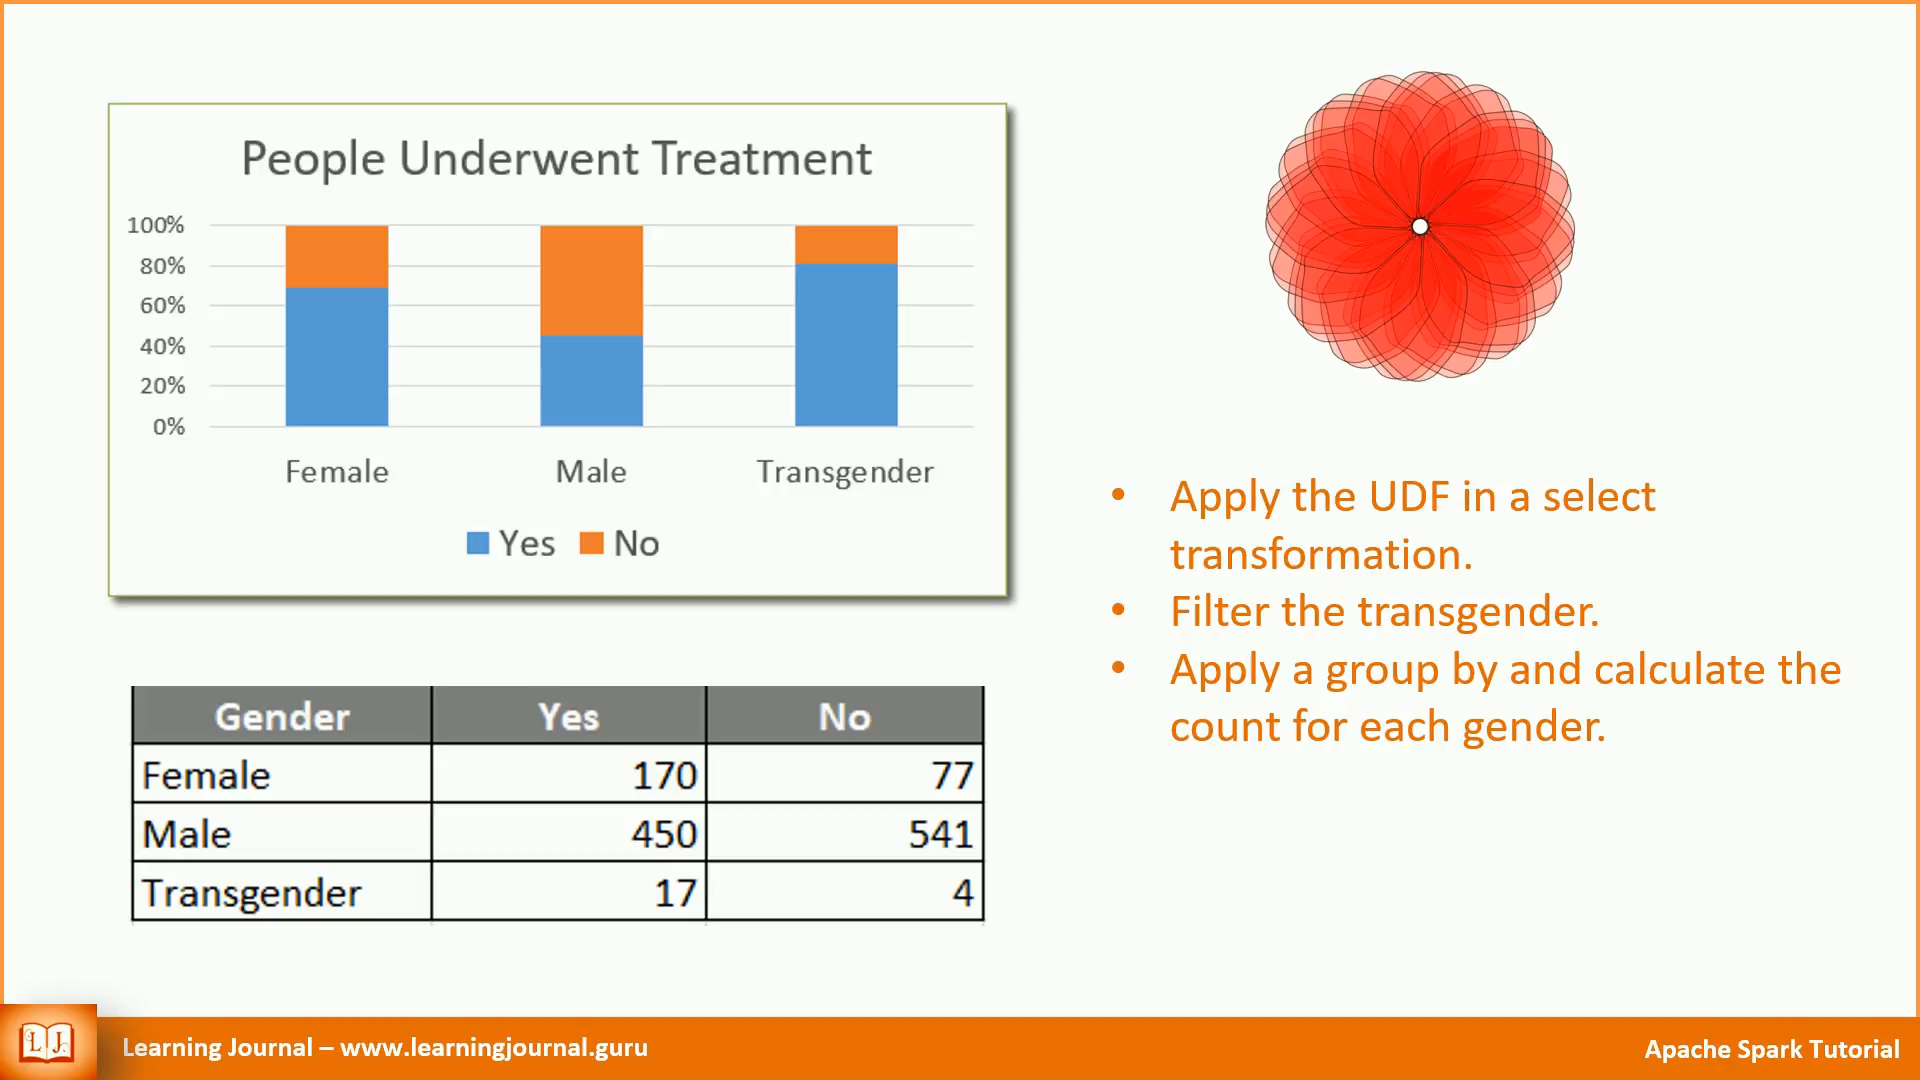 People Underwent Treatment
100%
80%
60%
40%
20%
0%
Female Male Transgender
Yes No
Gender Yes No
Female 170 77
Male 450 541
Transgender 17 4
• Apply the UDF in a select
transformation.
• Filter the transgender.
• Apply a group by and calculate the
count for each gender.
L J
Learning Journal – www.learningjournal.guru
Apache Spark Tutorial